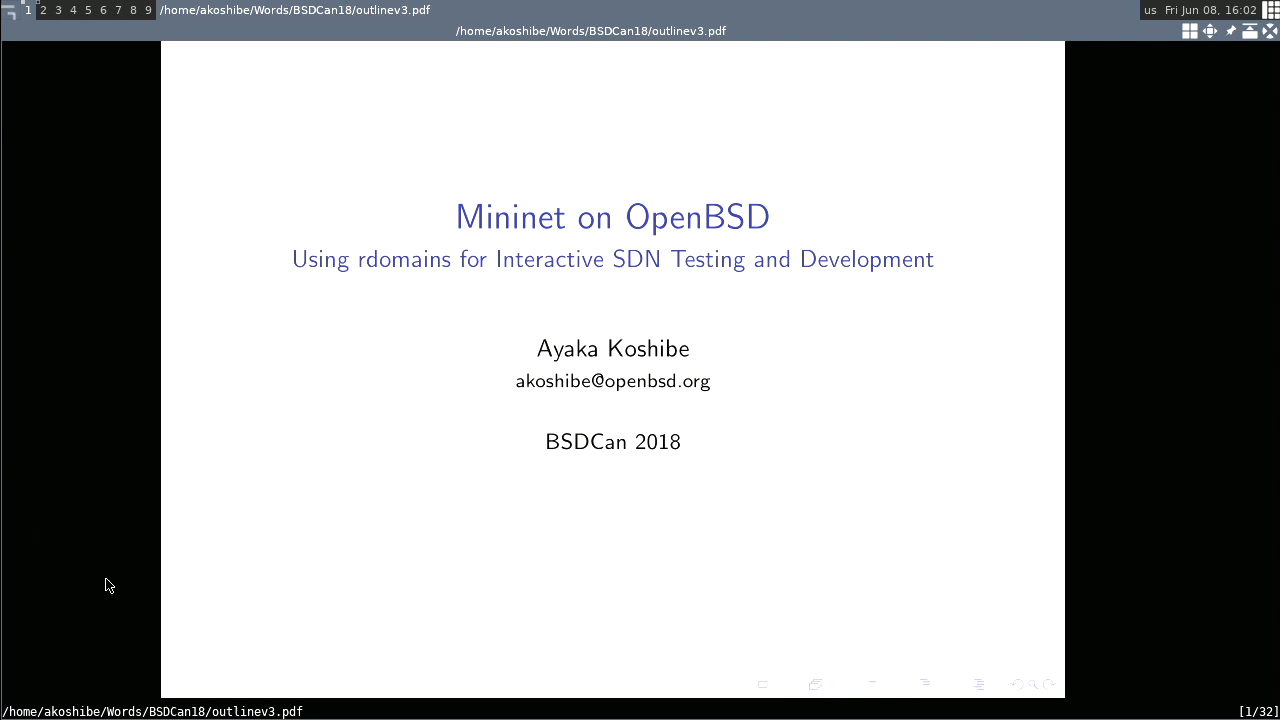 1 2 3 4 5 6 7 8 9 /home/akoshibe/Words/BSDCan18/outlinev3.pdf us Fri Jun 08, 16:02
/home/akoshibe/Words/BSDCan18/outlinev3.pdf
Mininet on OpenBSD
Using rdomains for Interactive SDN Testing and Development
Ayaka Koshibe
akoshibe@openbsd.org
BSDCan 2018
/home/akoshibe/Words/BSDCan18/outlinev3.pdf [1/32]